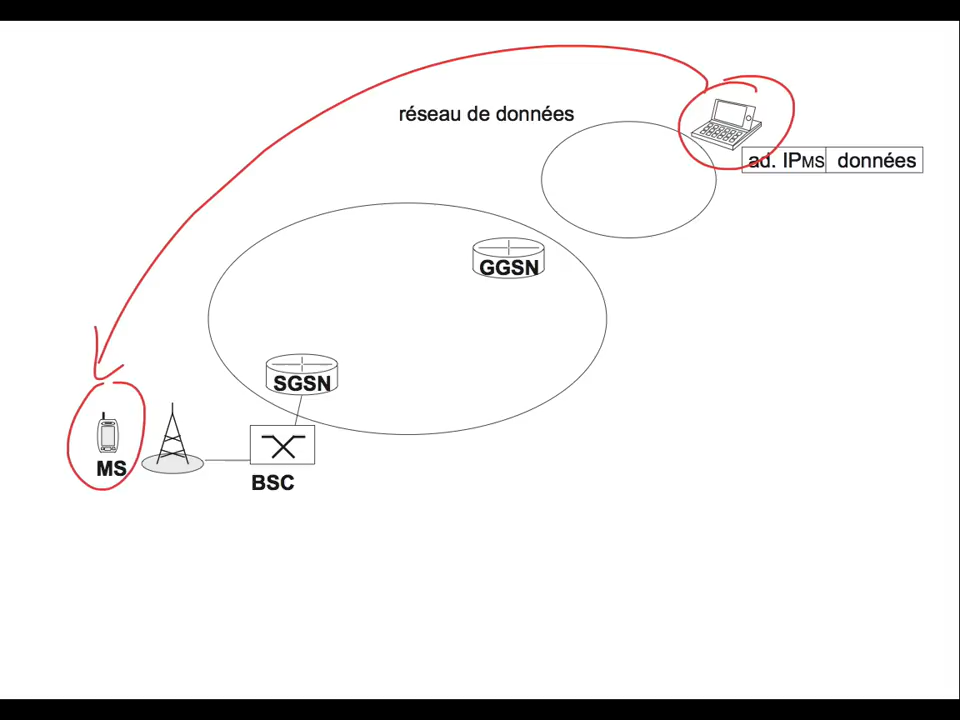 réseau de données
ad. IPMS données
GGSN
SGSN
MS
BSC